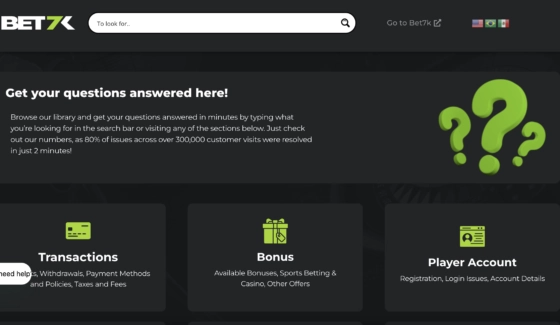 BET7K
To look for..
Go to Bet7k
Get your questions answered here!
Browse our library and get your questions answered in minutes by typing what
you're looking for in the search bar or visiting any of the sections below. Just check
out our numbers, as 80% of issues across over 300,000 customer visits were resolved
in just 2 minutes!
Transactions
need help
s, Withdrawals, Payment Methods
and Policies, Taxes and Fees
Bonus
Available Bonuses, Sports Betting &
Casino, Other Offers
Player Account
Registration, Login Issues, Account Details